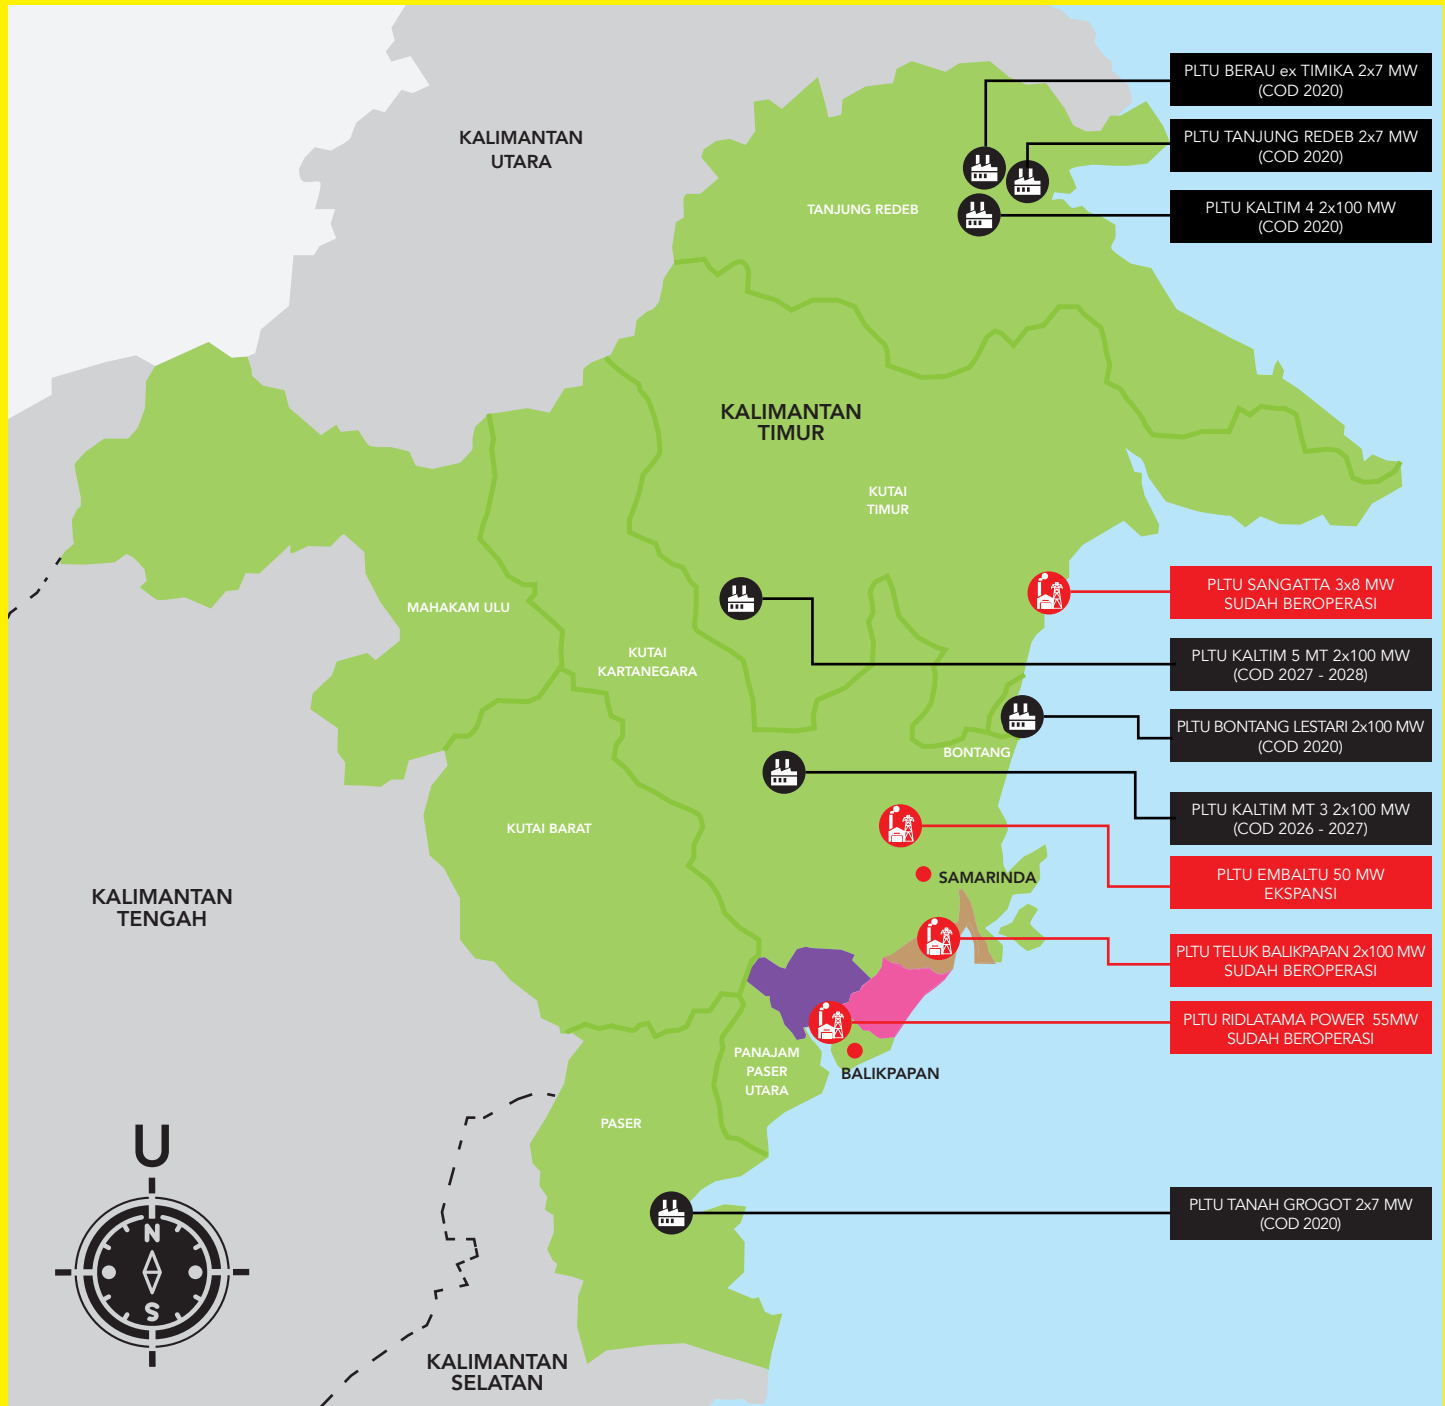 PLTU BERAU ex TIMIKA 2x7 MW
(COD 2020)
PLTU TANJUNG REDEB 2x7 MW
(COD 2020)
PLTU KALTIM 4 2x100 MW
(COD 2020)
KALIMANTAN
UTARA
TANJUNG REDEB
KALIMANTAN
TIMUR
KUTAI
TIMUR
PLTU SANGATTA 3x8 MW
SUDAH BEROPERASI
MAHAKAM ULU
KUTAI
KARTANEGARA
PLTU KALTIM 5 MT 2x100 MW
(COD 2027 - 2028)
PLTU BONTANG LESTARI 2x100 MW
(COD 2020)
BONTANG
PLTU KALTIM MT 3 2x100 MW
(COD 2026 - 2027)
KUTAI BARAT
PLTU EMBALTU 50 MW
EKSPANSI
SAMARINDA
KALIMANTAN
TENGAH
PLTU TELUK BALIKPAPAN 2x100 MW
SUDAH BEROPERASI
PLTU RIDLATAMA POWER 55MW
SUDAH BEROPERASI
PANAJAM
PASER
UTARA
BALIKPAPAN
PASER
U
N
S
PLTU TANAH GROGOT 2x7 MW
(COD 2020)
KALIMANTAN
SELATAN